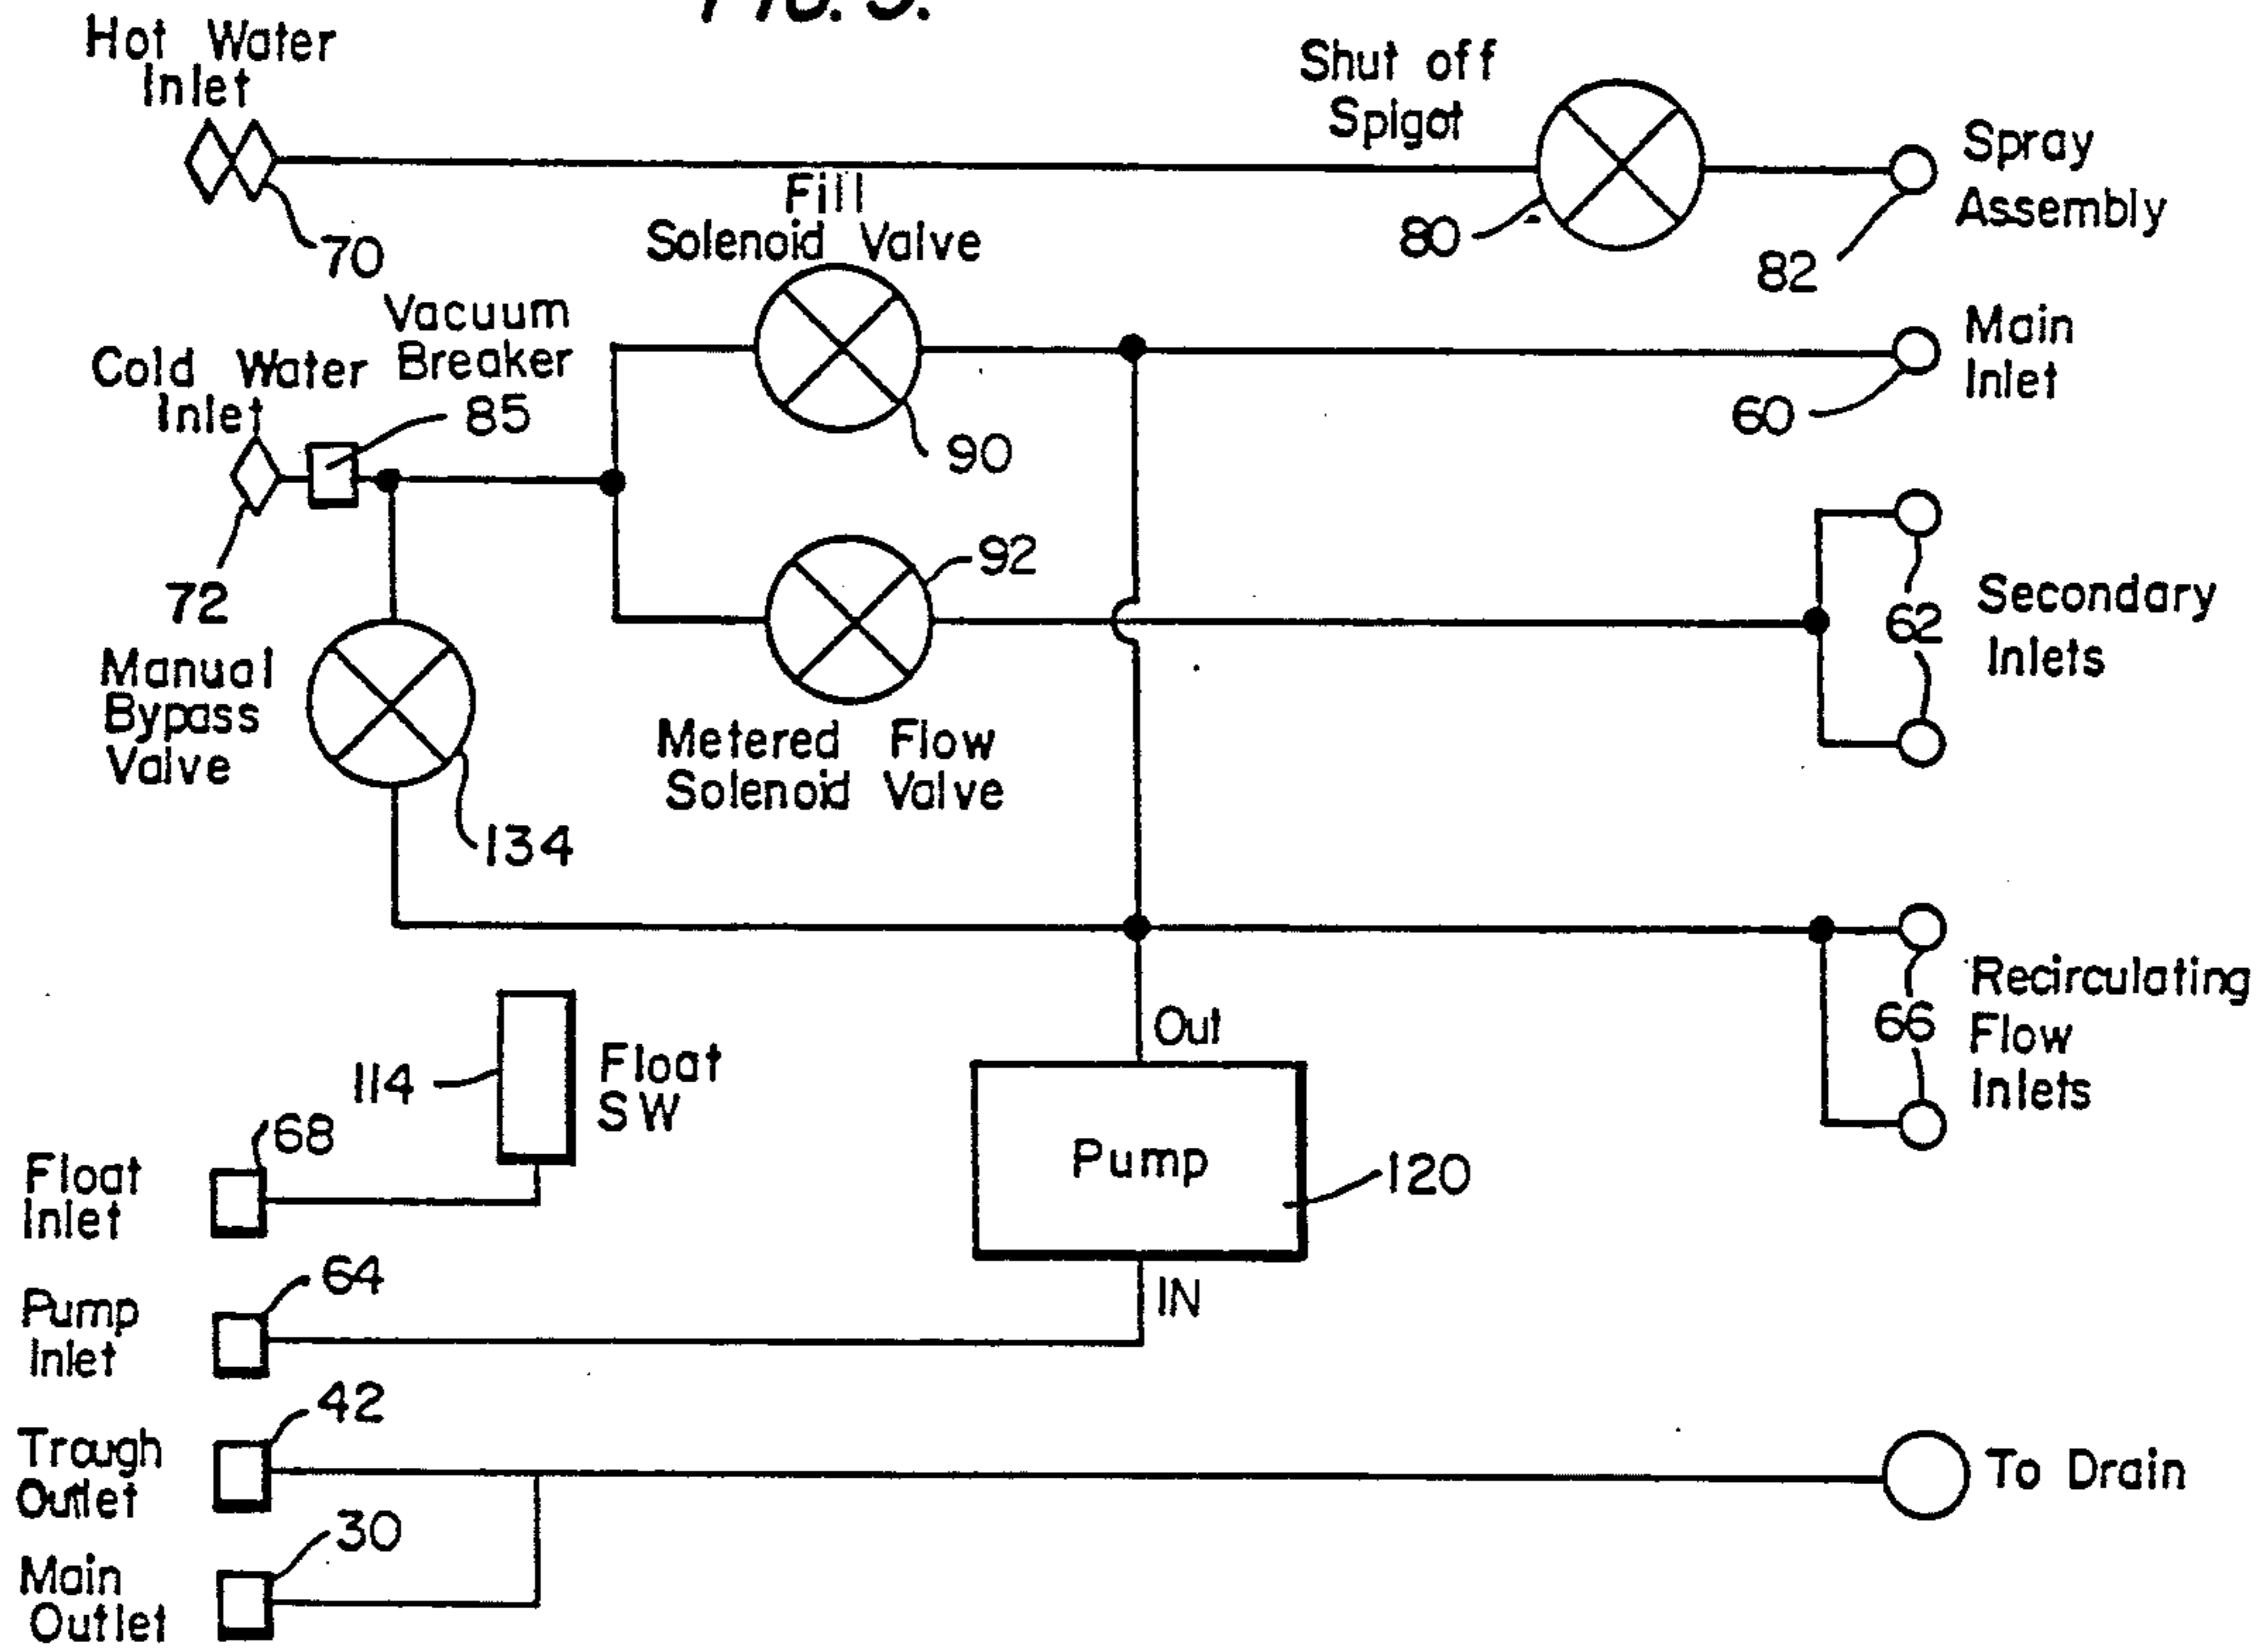 FIG. 5.
Hot Water
Inlet
70
Shut off
Spigot
80
Spray
Assembly
82
Fill
Solenoid Valve
90
Main
Inlet
60
Vacuum
Breaker
85
Cold Water
Inlet
72
92
Metered Flow
Solenoid Valve
62
Secondary
Inlets
Manual
Bypass
Valve
134
66
Recirculating
Flow
Inlets
Out
Pump
120
IN
114
Float
SW
68
Float
Inlet
64
Pump
Inlet
42
Trough
Outlet
To Drain
30
Main
Outlet